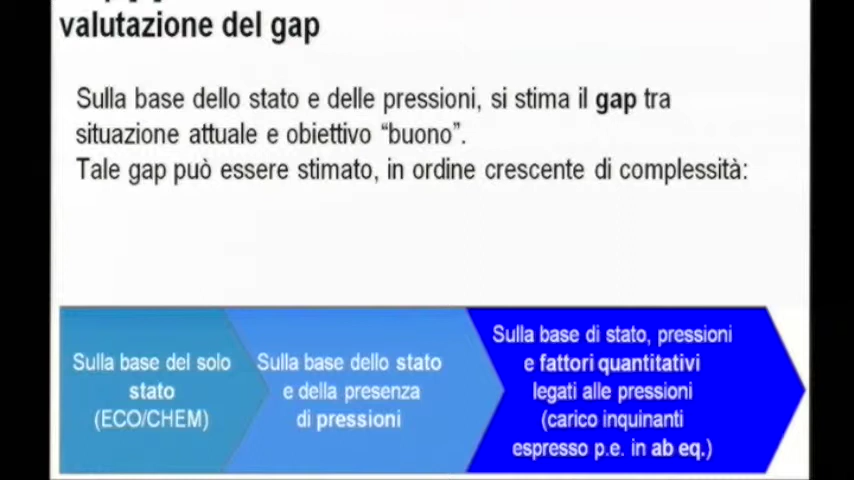 valutazione del gap
Sulla base dello stato e delle pressioni, si stima il gap tra
situazione attuale e obiettivo “buono”.
Tale gap può essere stimato, in ordine crescente di complessità:
Sulla base del solo
stato
(ECO/CHEM)
Sulla base dello stato
e della presenza
di pressioni
Sulla base di stato, pressioni
e fattori quantitativi
legati alle pressioni
(carico inquinanti
espresso p.e. in ab eq.)